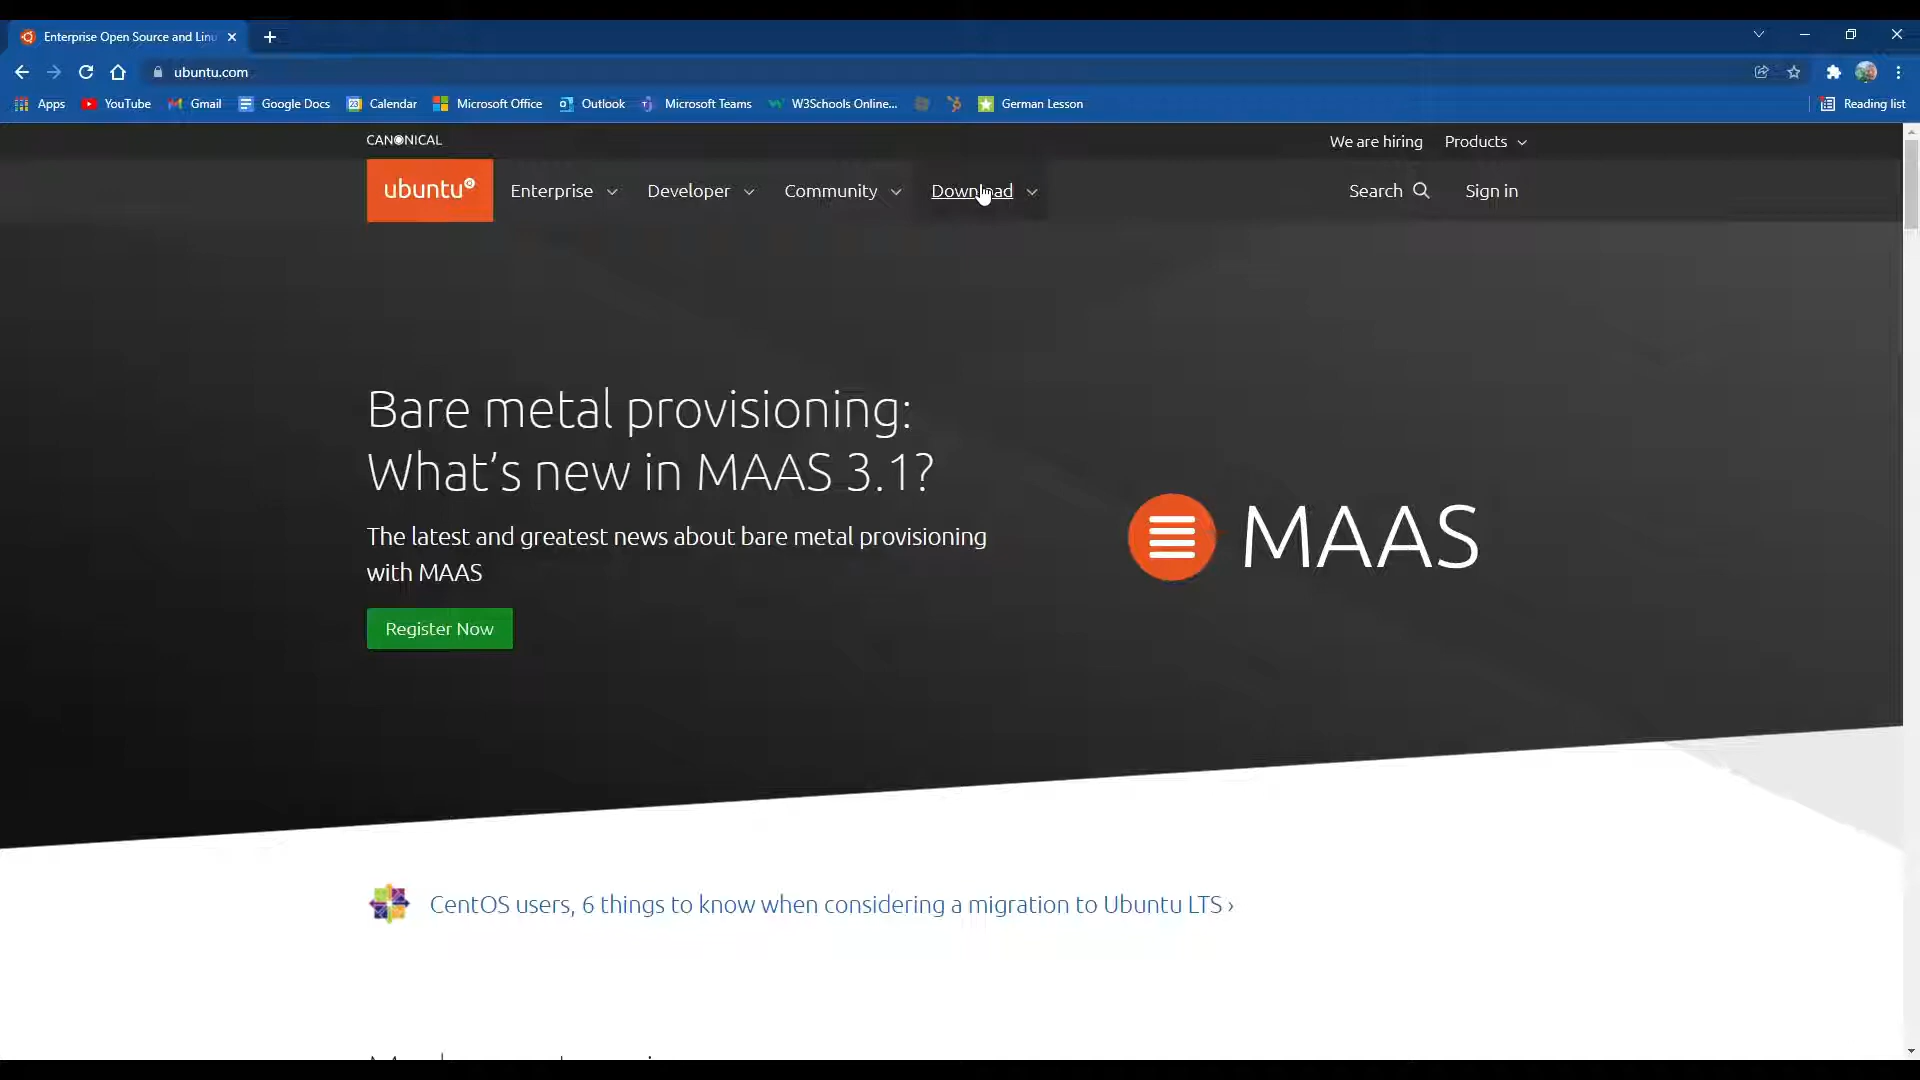 Enterprise Open Source and Linu
ubuntu.com
Apps YouTube Gmail Google Docs Calendar Microsoft Office Outlook Microsoft Teams W3Schools Online... German Lesson Reading list
CANONICAL We are hiring Products
ubuntu Enterprise Developer Community Download Search Sign in
Bare metal provisioning:
What’s new in MAAS 3.1?
The latest and greatest news about bare metal provisioning
with MAAS
MAAS
Register Now
CentOS users, 6 things to know when considering a migration to Ubuntu LTS ›